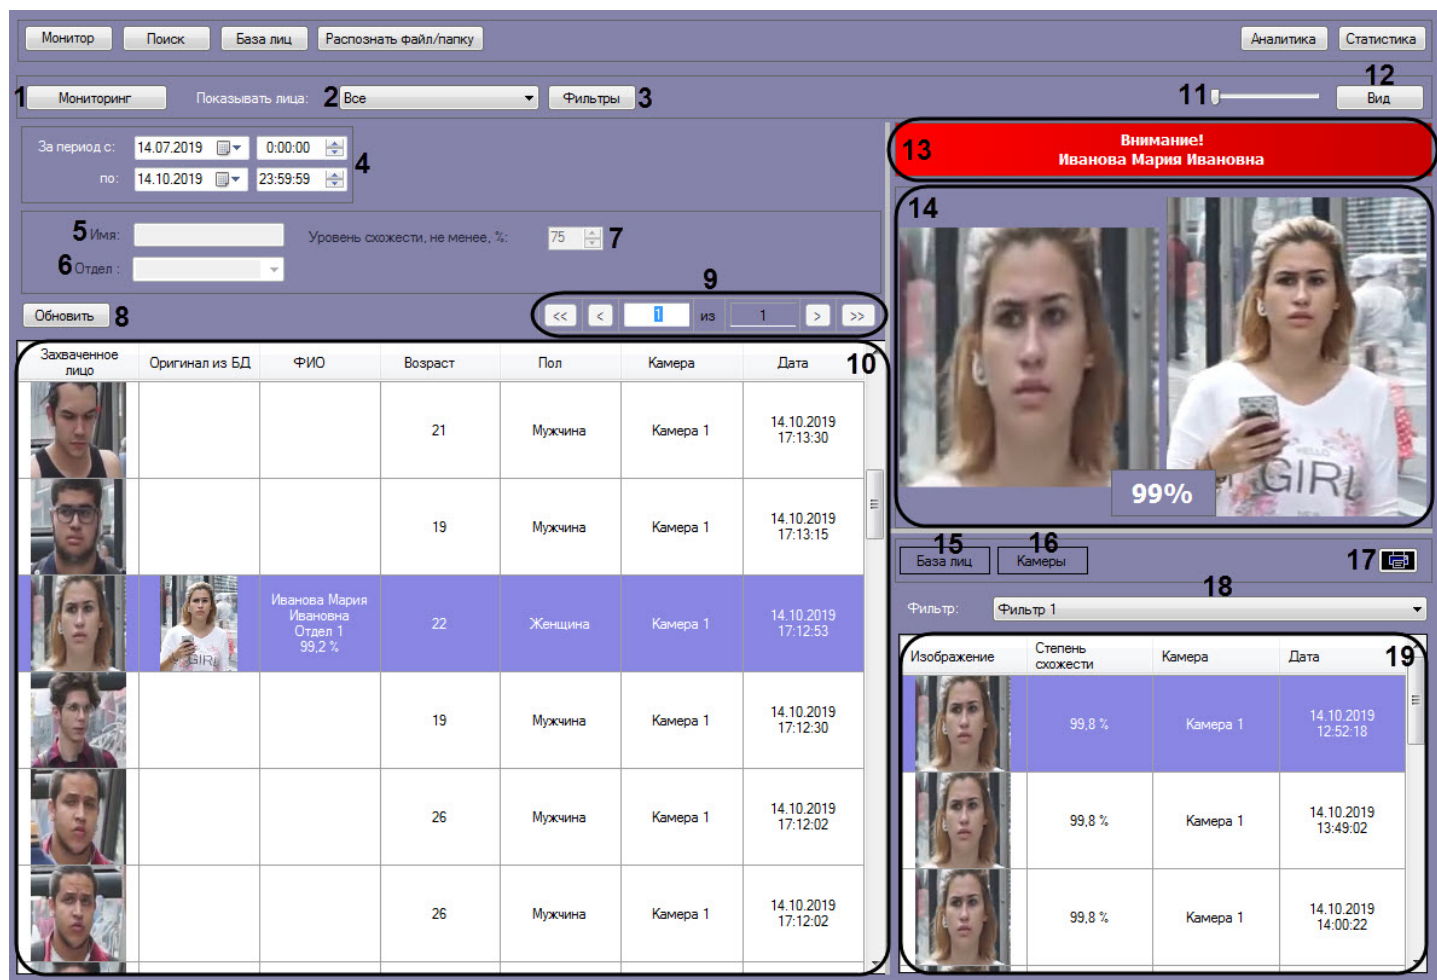 Монитор Поиск База лиц Распознать файл/папку Аналитика Статистика
1 Мониторинг Показывать лица: 2 Все Фильтры 3 11 12 Вид
За период с: 14.07.2019 0:00:00
по: 14.10.2019 23:59:59 4
5 Имя: Уровень схожести, не менее, %: 75 7
6 Отдел :
Обновить 8
9
<< < 1 из 1 > >>
Захваченное лицо Оригинал из БД ФИО Возраст Пол Камера Дата 10
21 Мужчина Камера 1 14.10.2019 17:13:30
19 Мужчина Камера 1 14.10.2019 17:13:15
Иванова Мария Ивановна Отдел 1 99,2 % 22 Женщина Камера 1 14.10.2019 17:12:53
19 Мужчина Камера 1 14.10.2019 17:12:30
26 Мужчина Камера 1 14.10.2019 17:12:02
26 Мужчина Камера 1 14.10.2019 17:12:02
13 Внимание!
Иванова Мария Ивановна
14
HELLO
GIRL
99%
15 База лиц 16 Камеры 17
18
Фильтр: Фильтр 1
Изображение Степень схожести Камера Дата 19
99,8 % Камера 1 14.10.2019 12:52:18
99,8 % Камера 1 14.10.2019 13:49:02
99,8 % Камера 1 14.10.2019 14:00:22